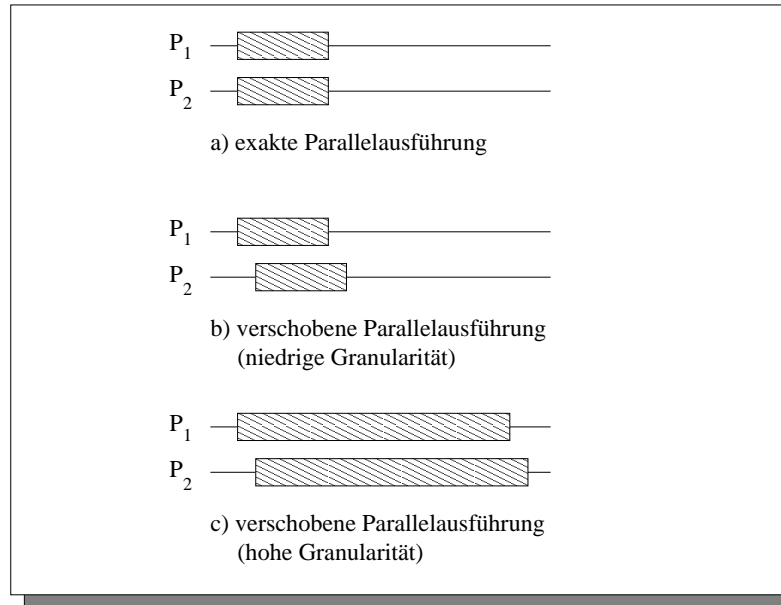 P1
P2
a) exakte Parallelausführung
P1
P2
b) verschobene Parallelausführung
(niedrige Granularität)
P1
P2
c) verschobene Parallelausführung
(hohe Granularität)